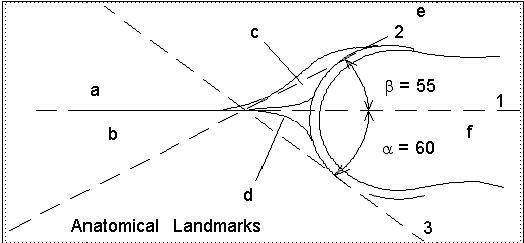 e
c
2
a
β = 55
1
b
f
α = 60
d
Anatomical Landmarks
3